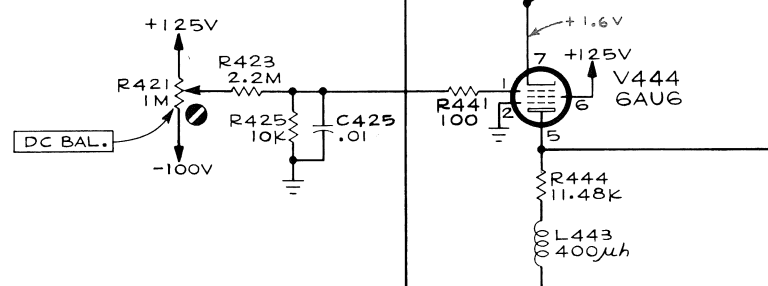 +125V
R421
1M
DC BAL.
-100V
R423
2.2M
R425
10K
C425
.01
R441
100
+1.6V
7
+125V
1
2
6
5
V444
6AU6
R444
11.48K
L443
400µh